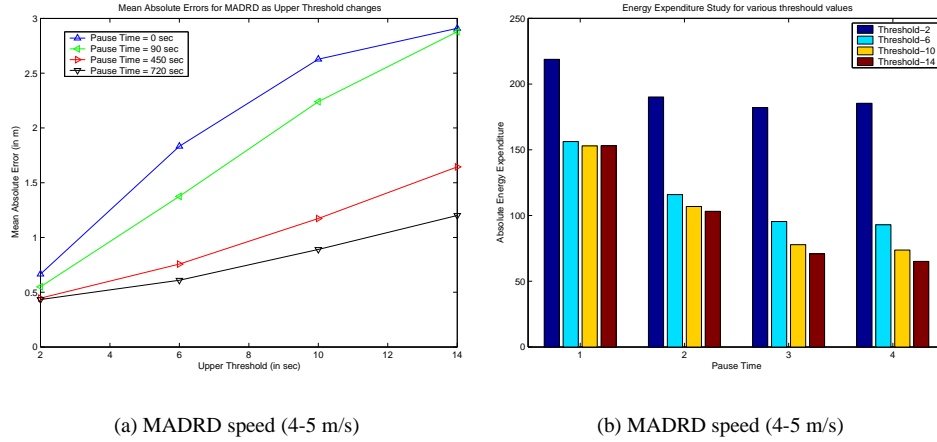 Mean Absolute Errors for MADRD as Upper Threshold changes
3
2.5
2
1.5
1
0.5
0
Mean Absolute Error (in m)
Pause Time = 0 sec
Pause Time = 90 sec
Pause Time = 450 sec
Pause Time = 720 sec
2 4 6 8 10 12 14
Upper Threshold (in sec)
(a) MADRD speed (4-5 m/s)
Energy Expenditure Study for various threshould values
250
200
150
100
50
0
Absolute Energy Expenditure
Threshold−2
Threshold−6
Threshold−10
Threshold−14
1 2 3 4
Pause Time
(b) MADRD speed (4-5 m/s)